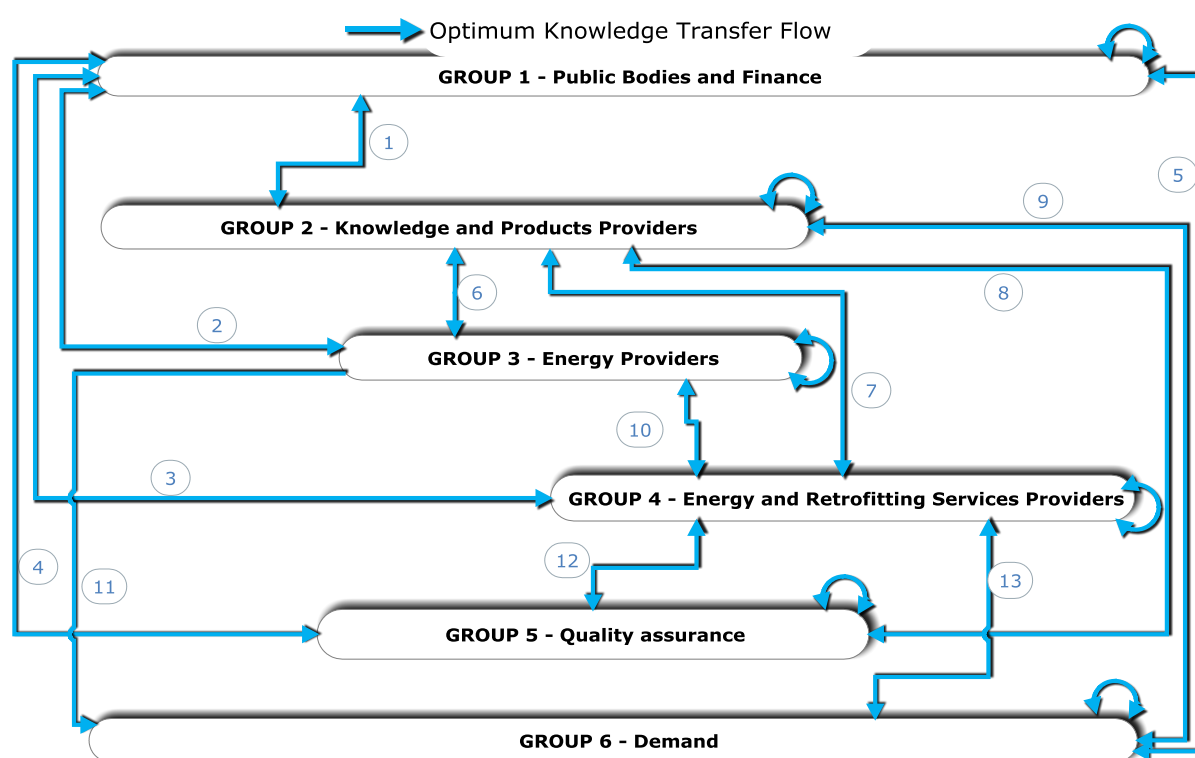 Optimum Knowledge Transfer Flow
GROUP 1 - Public Bodies and Finance
1
5
9
GROUP 2 - Knowledge and Products Providers
6
8
2
GROUP 3 - Energy Providers
7
10
3
GROUP 4 - Energy and Retrofitting Services Providers
4
12
11
13
GROUP 5 - Quality assurance
GROUP 6 - Demand